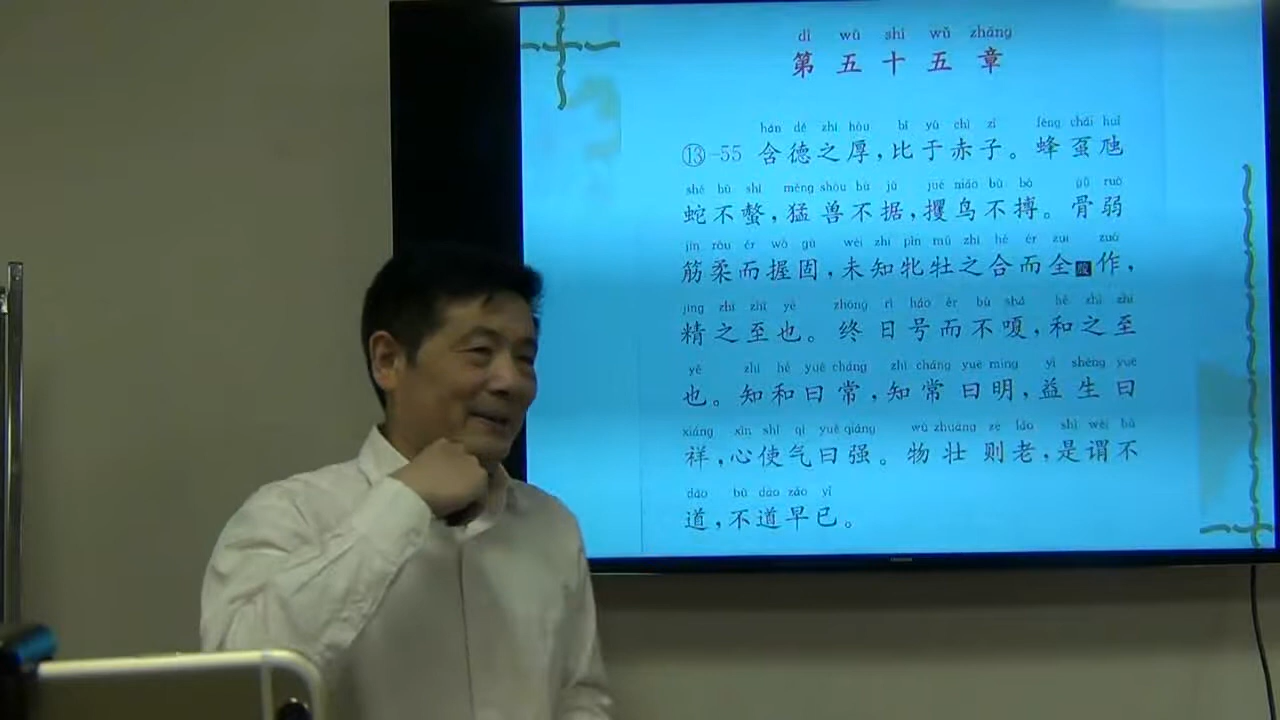 dì wǔ shí wǔ zhāng
第五十五章
hán dé zhī hòu bǐ yú chì zǐ fēng chài huǐ
⑬-55 含德之厚,比于赤子。蜂虿虺
shé bù shì měng shòu bù jù jué niǎo bù bó gǔ ruò
蛇不螫,猛兽不据,攫鸟不搏。骨弱
jīn róu ér wò gù wèi zhī pìn mǔ zhī hé ér zuī zuò
筋柔而握固,未知牝牡之合而全作,
jīng zhī zhì yě zhōng rì háo ér bù shà hé zhī zhì
精之至也。终日号而不嗄,和之至
yě zhī hé yuē cháng zhī cháng yuē míng yì shēng yuē
也。知和曰常,知常曰明,益生曰
xiáng xīn shǐ qì yuē qiáng wù zhuàng zé lǎo shì wèi bù
祥,心使气曰强。物壮则老,是谓不
dào bù dào zǎo yǐ
道,不道早已。